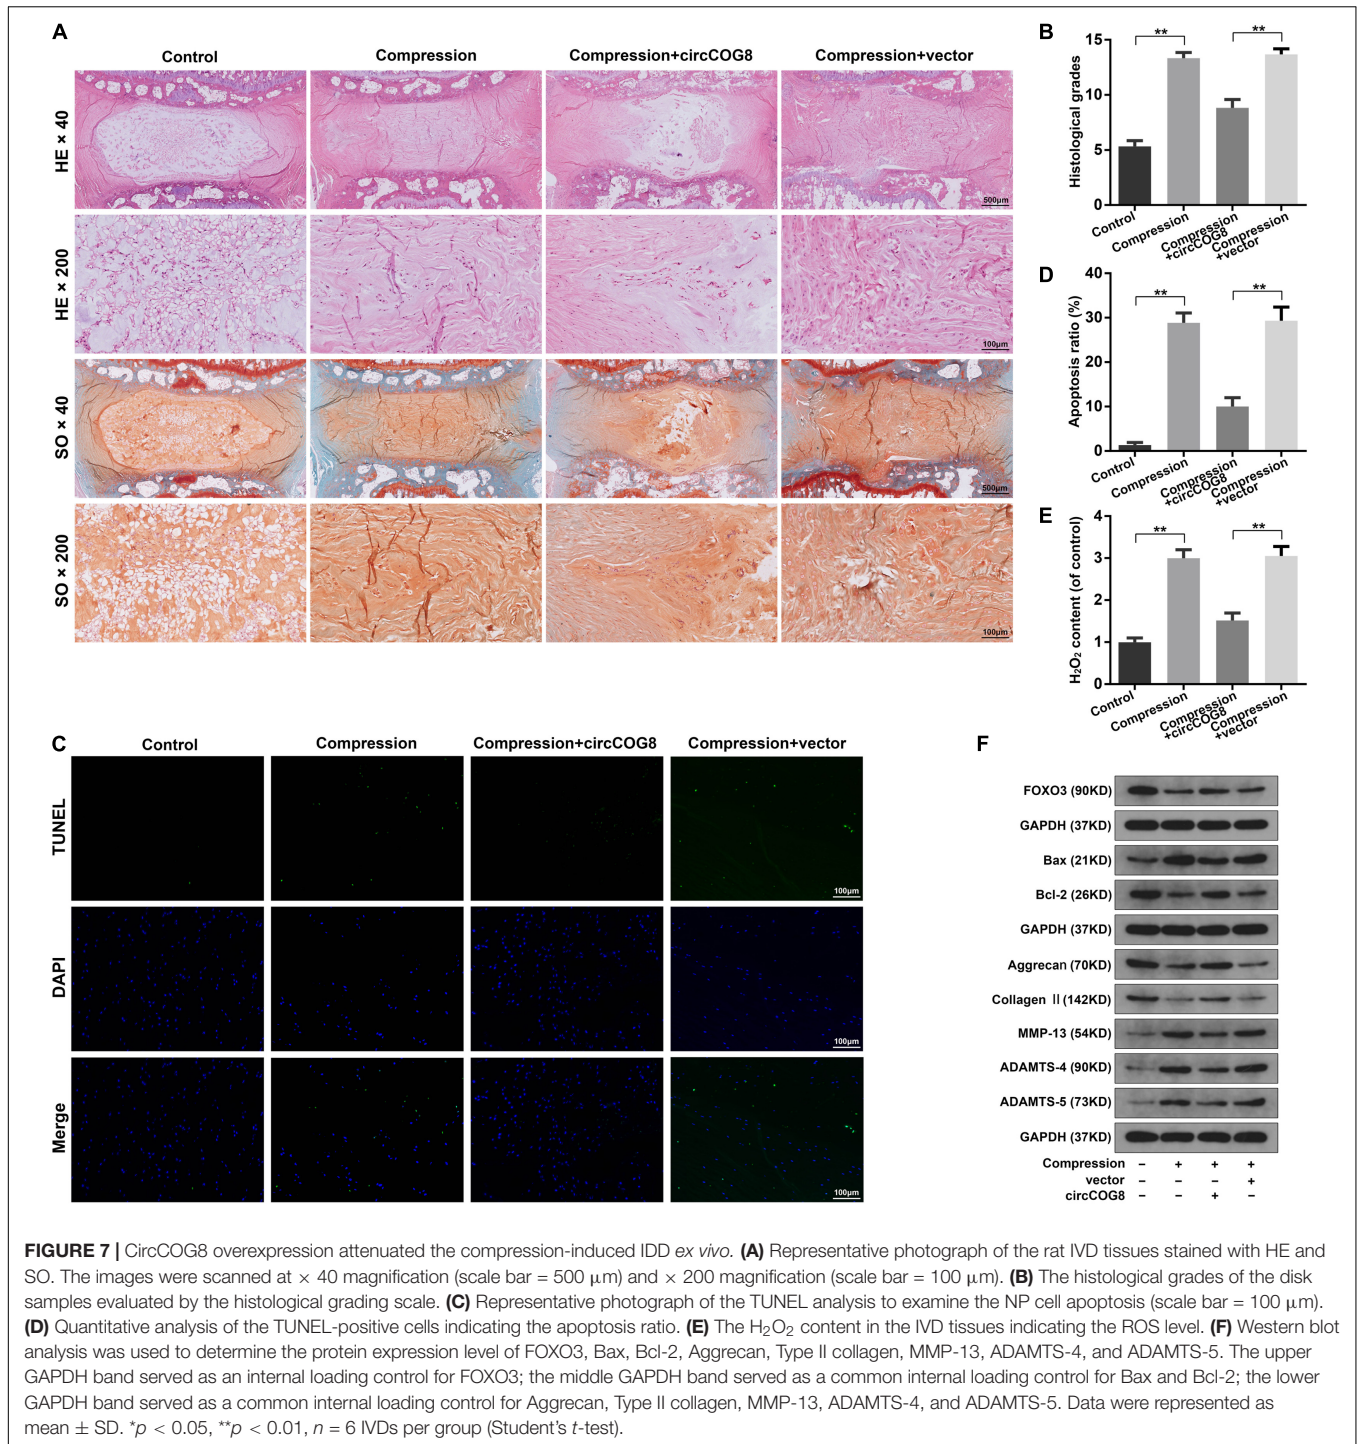 A
Control
Compression
Compression+circCOG8
Compression+vector
HE × 40
500μm
HE × 200
100μm
SO × 40
500μm
SO × 200
100μm
B
Histological grades
15
10
5
0
**
**
Control
Compression
Compression
+circCOG8
Compression
+vector
D
Apoptosis ratio (%)
40
30
20
10
0
**
**
Control
Compression
Compression
+circCOG8
Compression
+vector
E
H₂O₂ content (of control)
4
3
2
1
0
**
**
Control
Compression
Compression
+circCOG8
Compression
+vector
C
Control
Compression
Compression+circCOG8
Compression+vector
TUNEL
100μm
DAPI
100μm
Merge
100μm
F
FOXO3 (90KD)
GAPDH (37KD)
Bax (21KD)
Bcl-2 (26KD)
GAPDH (37KD)
Aggrecan (70KD)
Collagen Ⅱ (142KD)
MMP-13 (54KD)
ADAMTS-4 (90KD)
ADAMTS-5 (73KD)
GAPDH (37KD)
Compression − + + +
vector − − − +
circCOG8 − − + −
FIGURE 7 | CircCOG8 overexpression attenuated the compression-induced IDD ex vivo. (A) Representative photograph of the rat IVD tissues stained with HE and
SO. The images were scanned at × 40 magnification (scale bar = 500 μm) and × 200 magnification (scale bar = 100 μm). (B) The histological grades of the disk
samples evaluated by the histological grading scale. (C) Representative photograph of the TUNEL analysis to examine the NP cell apoptosis (scale bar = 100 μm).
(D) Quantitative analysis of the TUNEL-positive cells indicating the apoptosis ratio. (E) The H₂O₂ content in the IVD tissues indicating the ROS level. (F) Western blot
analysis was used to determine the protein expression level of FOXO3, Bax, Bcl-2, Aggrecan, Type II collagen, MMP-13, ADAMTS-4, and ADAMTS-5. The upper
GAPDH band served as an internal loading control for FOXO3; the middle GAPDH band served as a common internal loading control for Bax and Bcl-2; the lower
GAPDH band served as a common internal loading control for Aggrecan, Type II collagen, MMP-13, ADAMTS-4, and ADAMTS-5. Data were represented as
mean ± SD. *p < 0.05, **p < 0.01, n = 6 IVDs per group (Student's t-test).